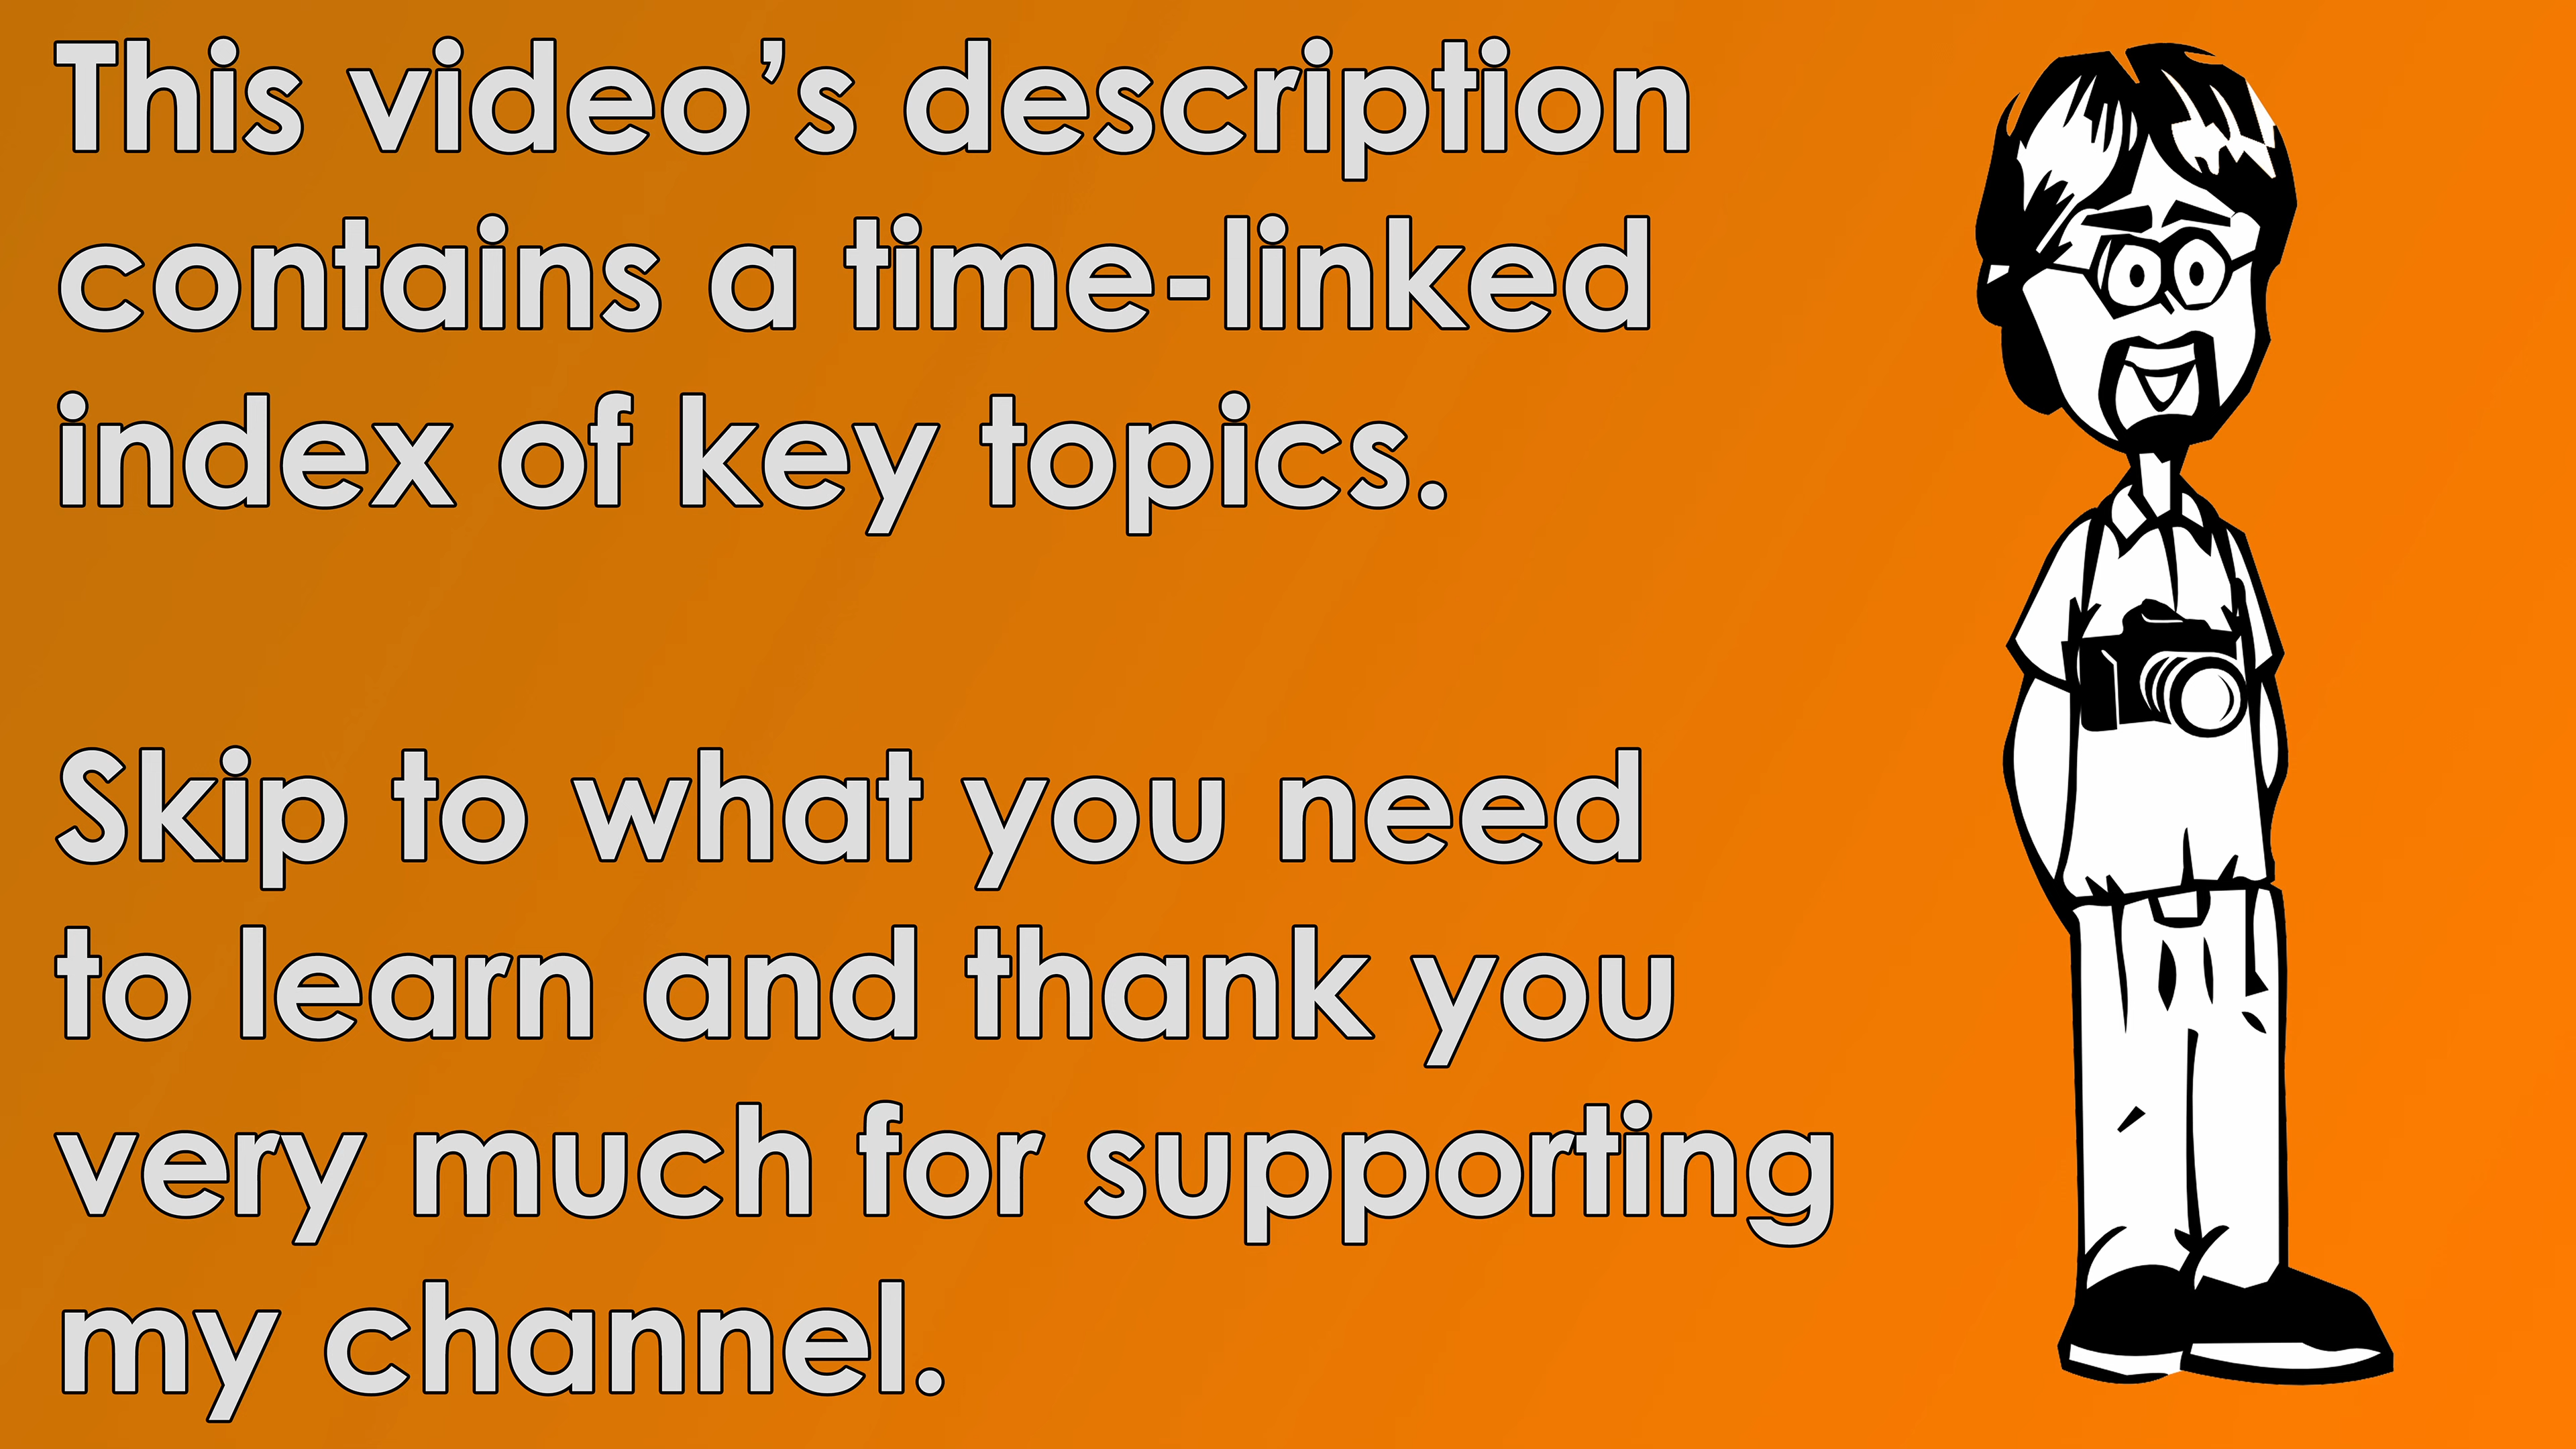 This video’s description
contains a time-linked
index of key topics.
Skip to what you need
to learn and thank you
very much for supporting
my channel.